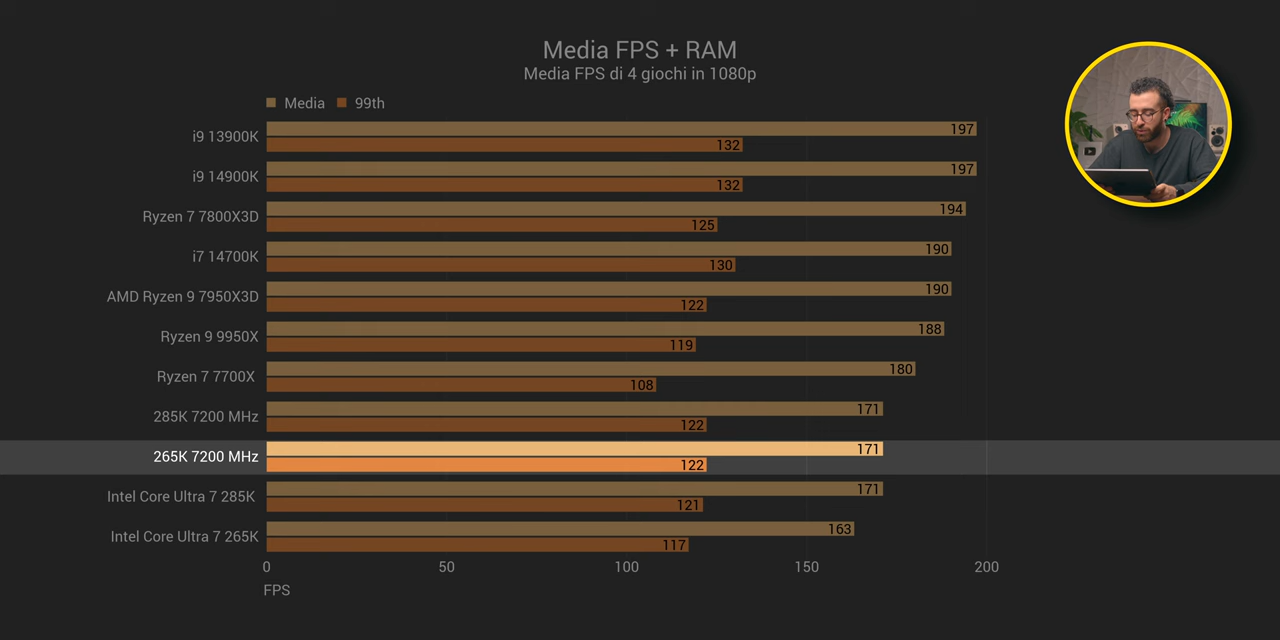 Media FPS + RAM
Media FPS di 4 giochi in 1080p
Media 99th
i9 13900K 197
132
i9 14900K 197
132
Ryzen 7 7800X3D 194
125
i7 14700K 190
130
AMD Ryzen 9 7950X3D 190
122
Ryzen 9 9950X 188
119
Ryzen 7 7700X 180
108
285K 7200 MHz 171
122
265K 7200 MHz 171
122
Intel Core Ultra 7 285K 171
121
Intel Core Ultra 7 265K 163
117
0 50 100 150 200
FPS